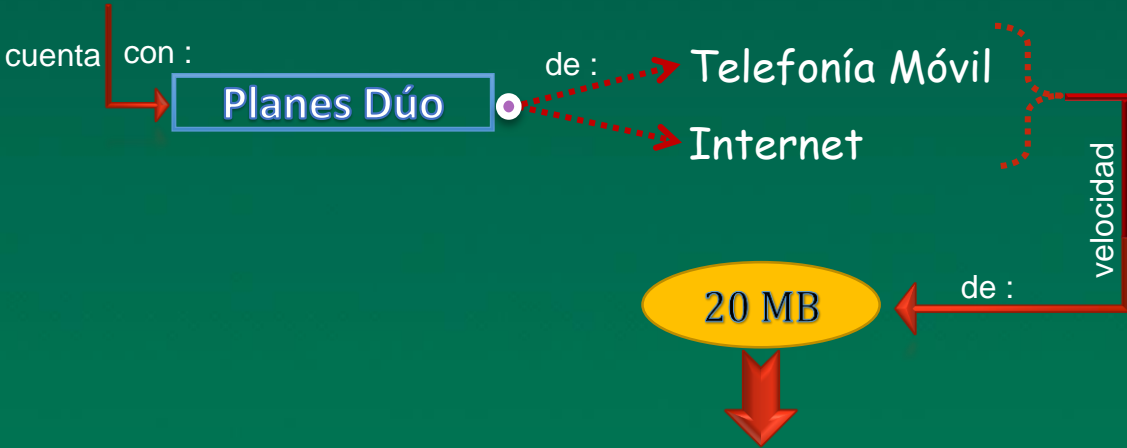 cuenta con :
Planes Dúo
de :
Telefonía Móvil
Internet
velocidad
de :
20 MB